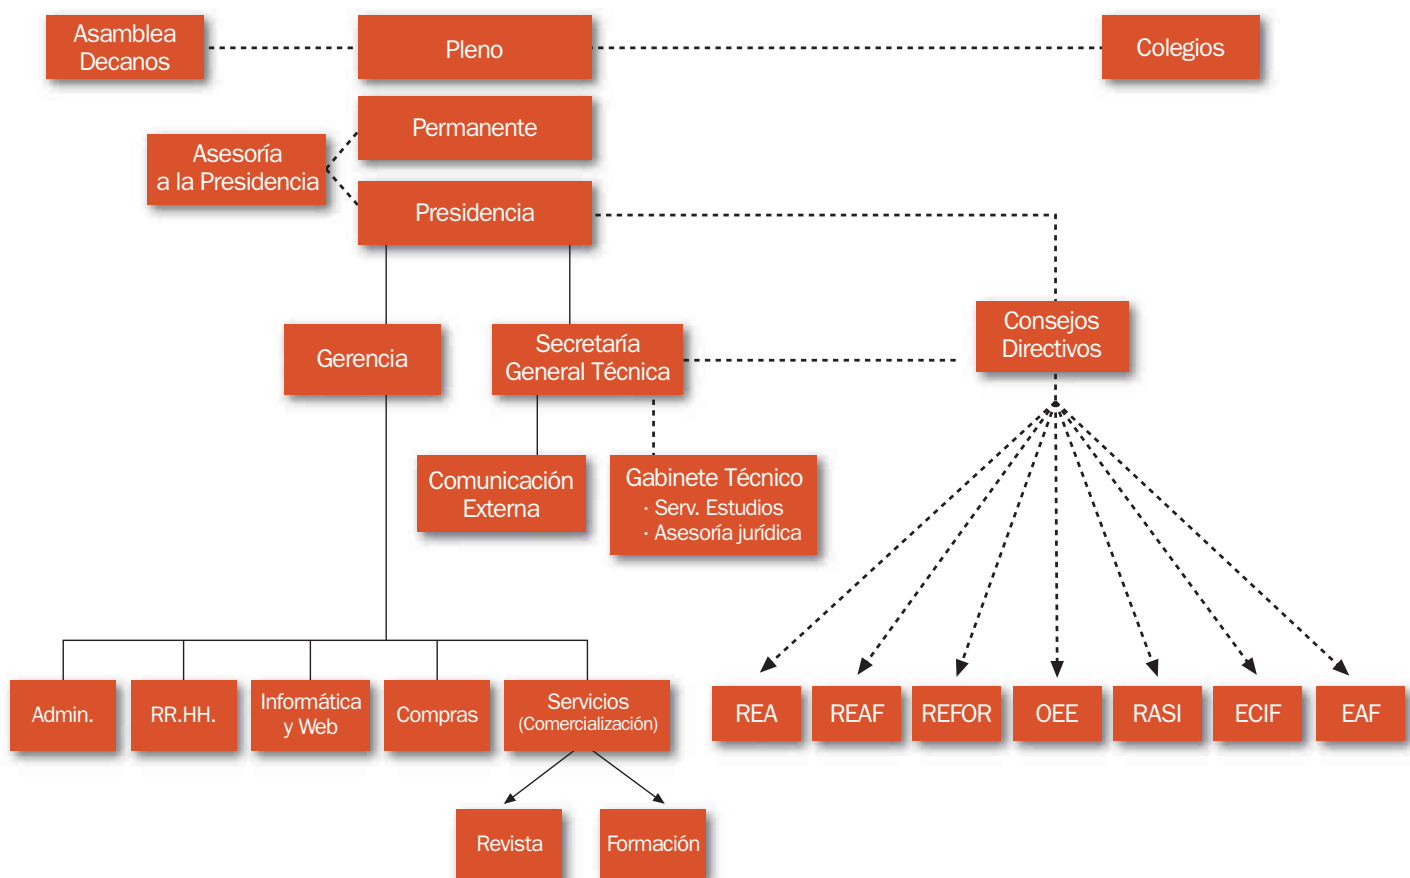 Asamblea
Decanos
Pleno
Colegios
Permanente
Asesoría
a la Presidencia
Presidencia
Gerencia
Secretaría
General Técnica
Consejos
Directivos
Comunicación
Externa
Gabinete Técnico
· Serv. Estudios
· Asesoría jurídica
Admin.
RR.HH.
Informática
y Web
Compras
Servicios
(Comercialización)
REA
REAF
REFOR
OEE
RASI
ECIF
EAF
Revista
Formación